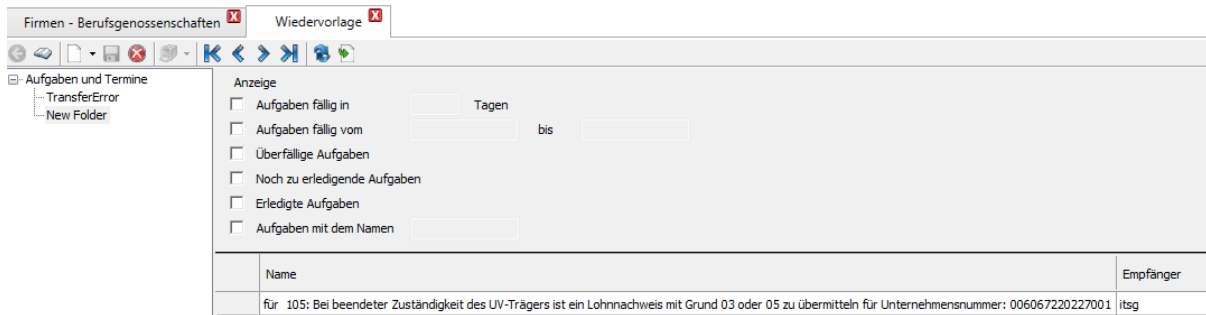 Firmen - Berufsgenossenschaften
Wiedervorlage
Aufgaben und Termine
TransferError
New Folder
Anzeige
Aufgaben fällig in Tagen
Aufgaben fällig vom bis
Überfällige Aufgaben
Noch zu erledigende Aufgaben
Erledigte Aufgaben
Aufgaben mit dem Namen
Name Empfänger
für 105: Bei beendeter Zuständigkeit des UV-Trägers ist ein Lohnnachweis mit Grund 03 oder 05 zu übermitteln für Unternehmensnummer: 006067220227001 itsg